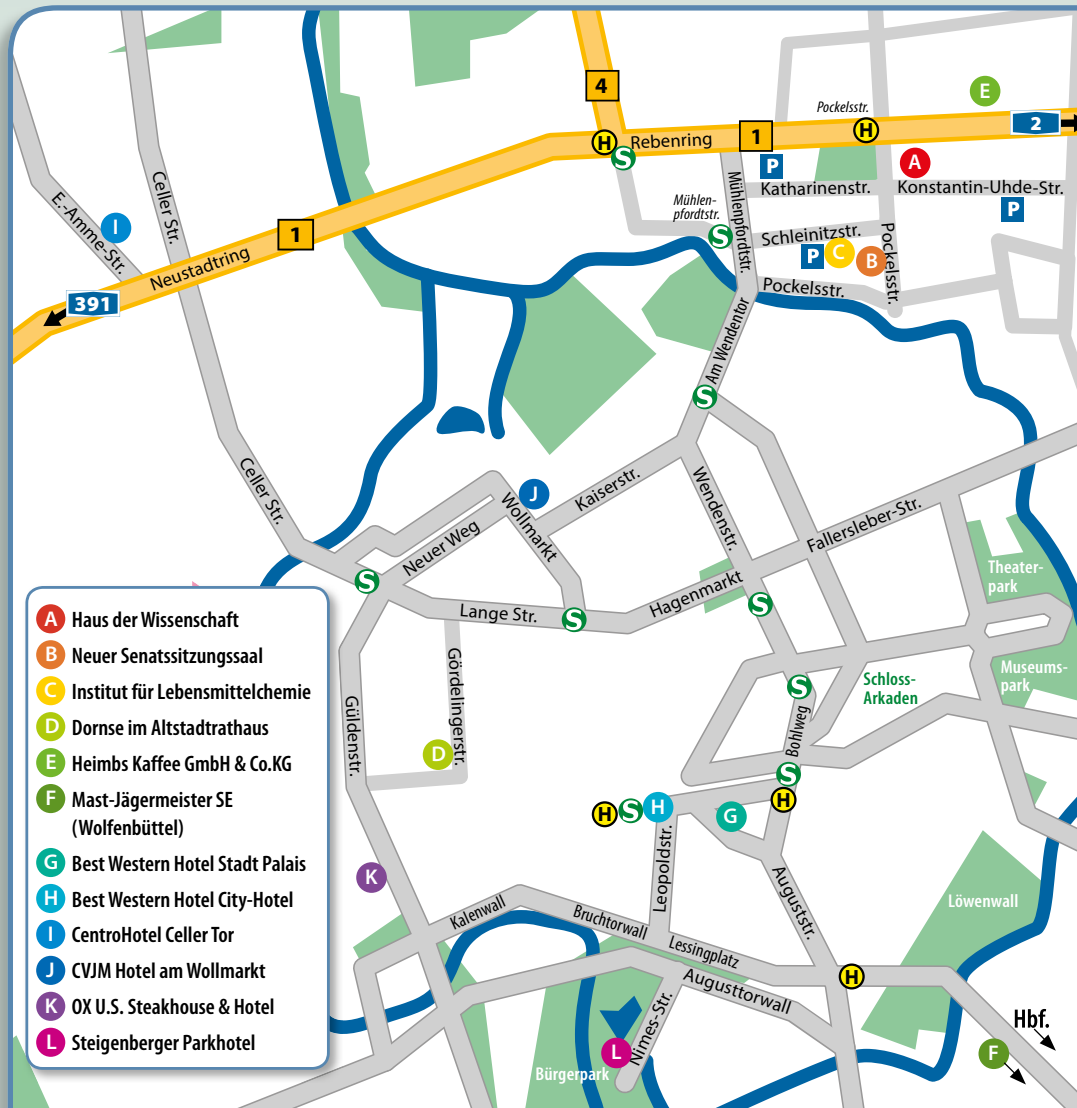 4
Pockelsstr.
E
H
2
H
S
Rebenring
1
P
A
Katharinenstr.
Konstantin-Uhde-Str.
P
E.-Amme-Str.
I
Celler Str.
Mühlen-
pfordtstr.
S
Mühlenpfordtstr.
Schleinitzstr.
P
C
B
Pockelsstr.
1
Neustadtring
391
Pockelsstr.
Am Wendentor
S
Celler Str.
J
Wollmarkt
Kaiserstr.
Wendenstr.
Fallersleber-Str.
Neuer Weg
S
Lange Str.
S
Hagenmarkt
S
Theater-
park
Museums-
park
Schloss-
Arkaden
S
Bohlweg
S
H
Güldenstr.
Gördelingerstr.
D
H
S
H
G
K
Leopoldstr.
Auguststr.
Löwenwall
Kalenwall
Bruchtorwall
Lessingplatz
Augusttorwall
H
Nimes-Str.
L
Bürgerpark
Hbf.
F
A Haus der Wissenschaft
B Neuer Senatssitzungssaal
C Institut für Lebensmittelchemie
D Dornse im Altstadtrathaus
E Heimbs Kaffee GmbH & Co.KG
F Mast-Jägermeister SE
(Wolfenbüttel)
G Best Western Hotel Stadt Palais
H Best Western Hotel City-Hotel
I CentroHotel Celler Tor
J CVJM Hotel am Wollmarkt
K OX U.S. Steakhouse & Hotel
L Steigenberger Parkhotel